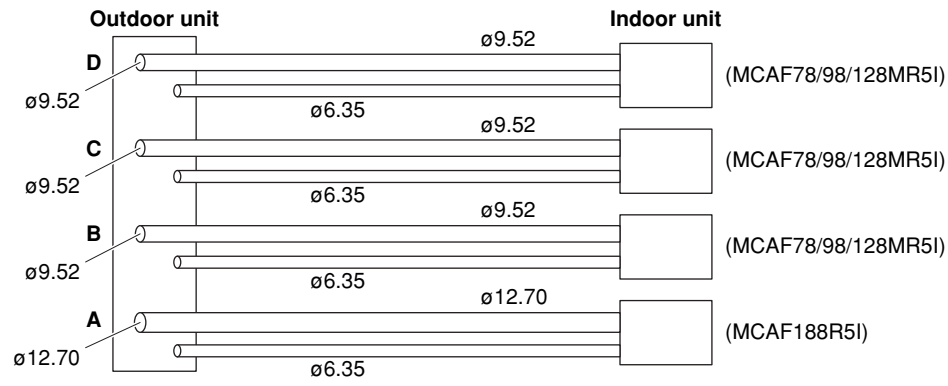 Outdoor unit
Indoor unit
D
ø9.52
(MCAF78/98/128MR5I)
ø9.52
ø6.35
C
ø9.52
(MCAF78/98/128MR5I)
ø9.52
ø6.35
B
ø9.52
(MCAF78/98/128MR5I)
ø9.52
ø6.35
A
ø12.70
(MCAF188R5I)
ø12.70
ø6.35